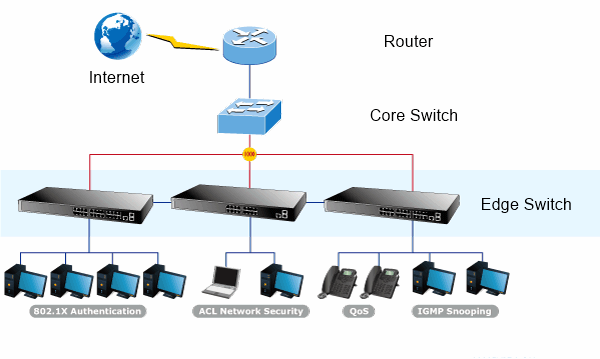 Router
Internet
Core Switch
Edge Switch
802.1X Authentication
ACL Network Security
QoS
IGMP Snooping